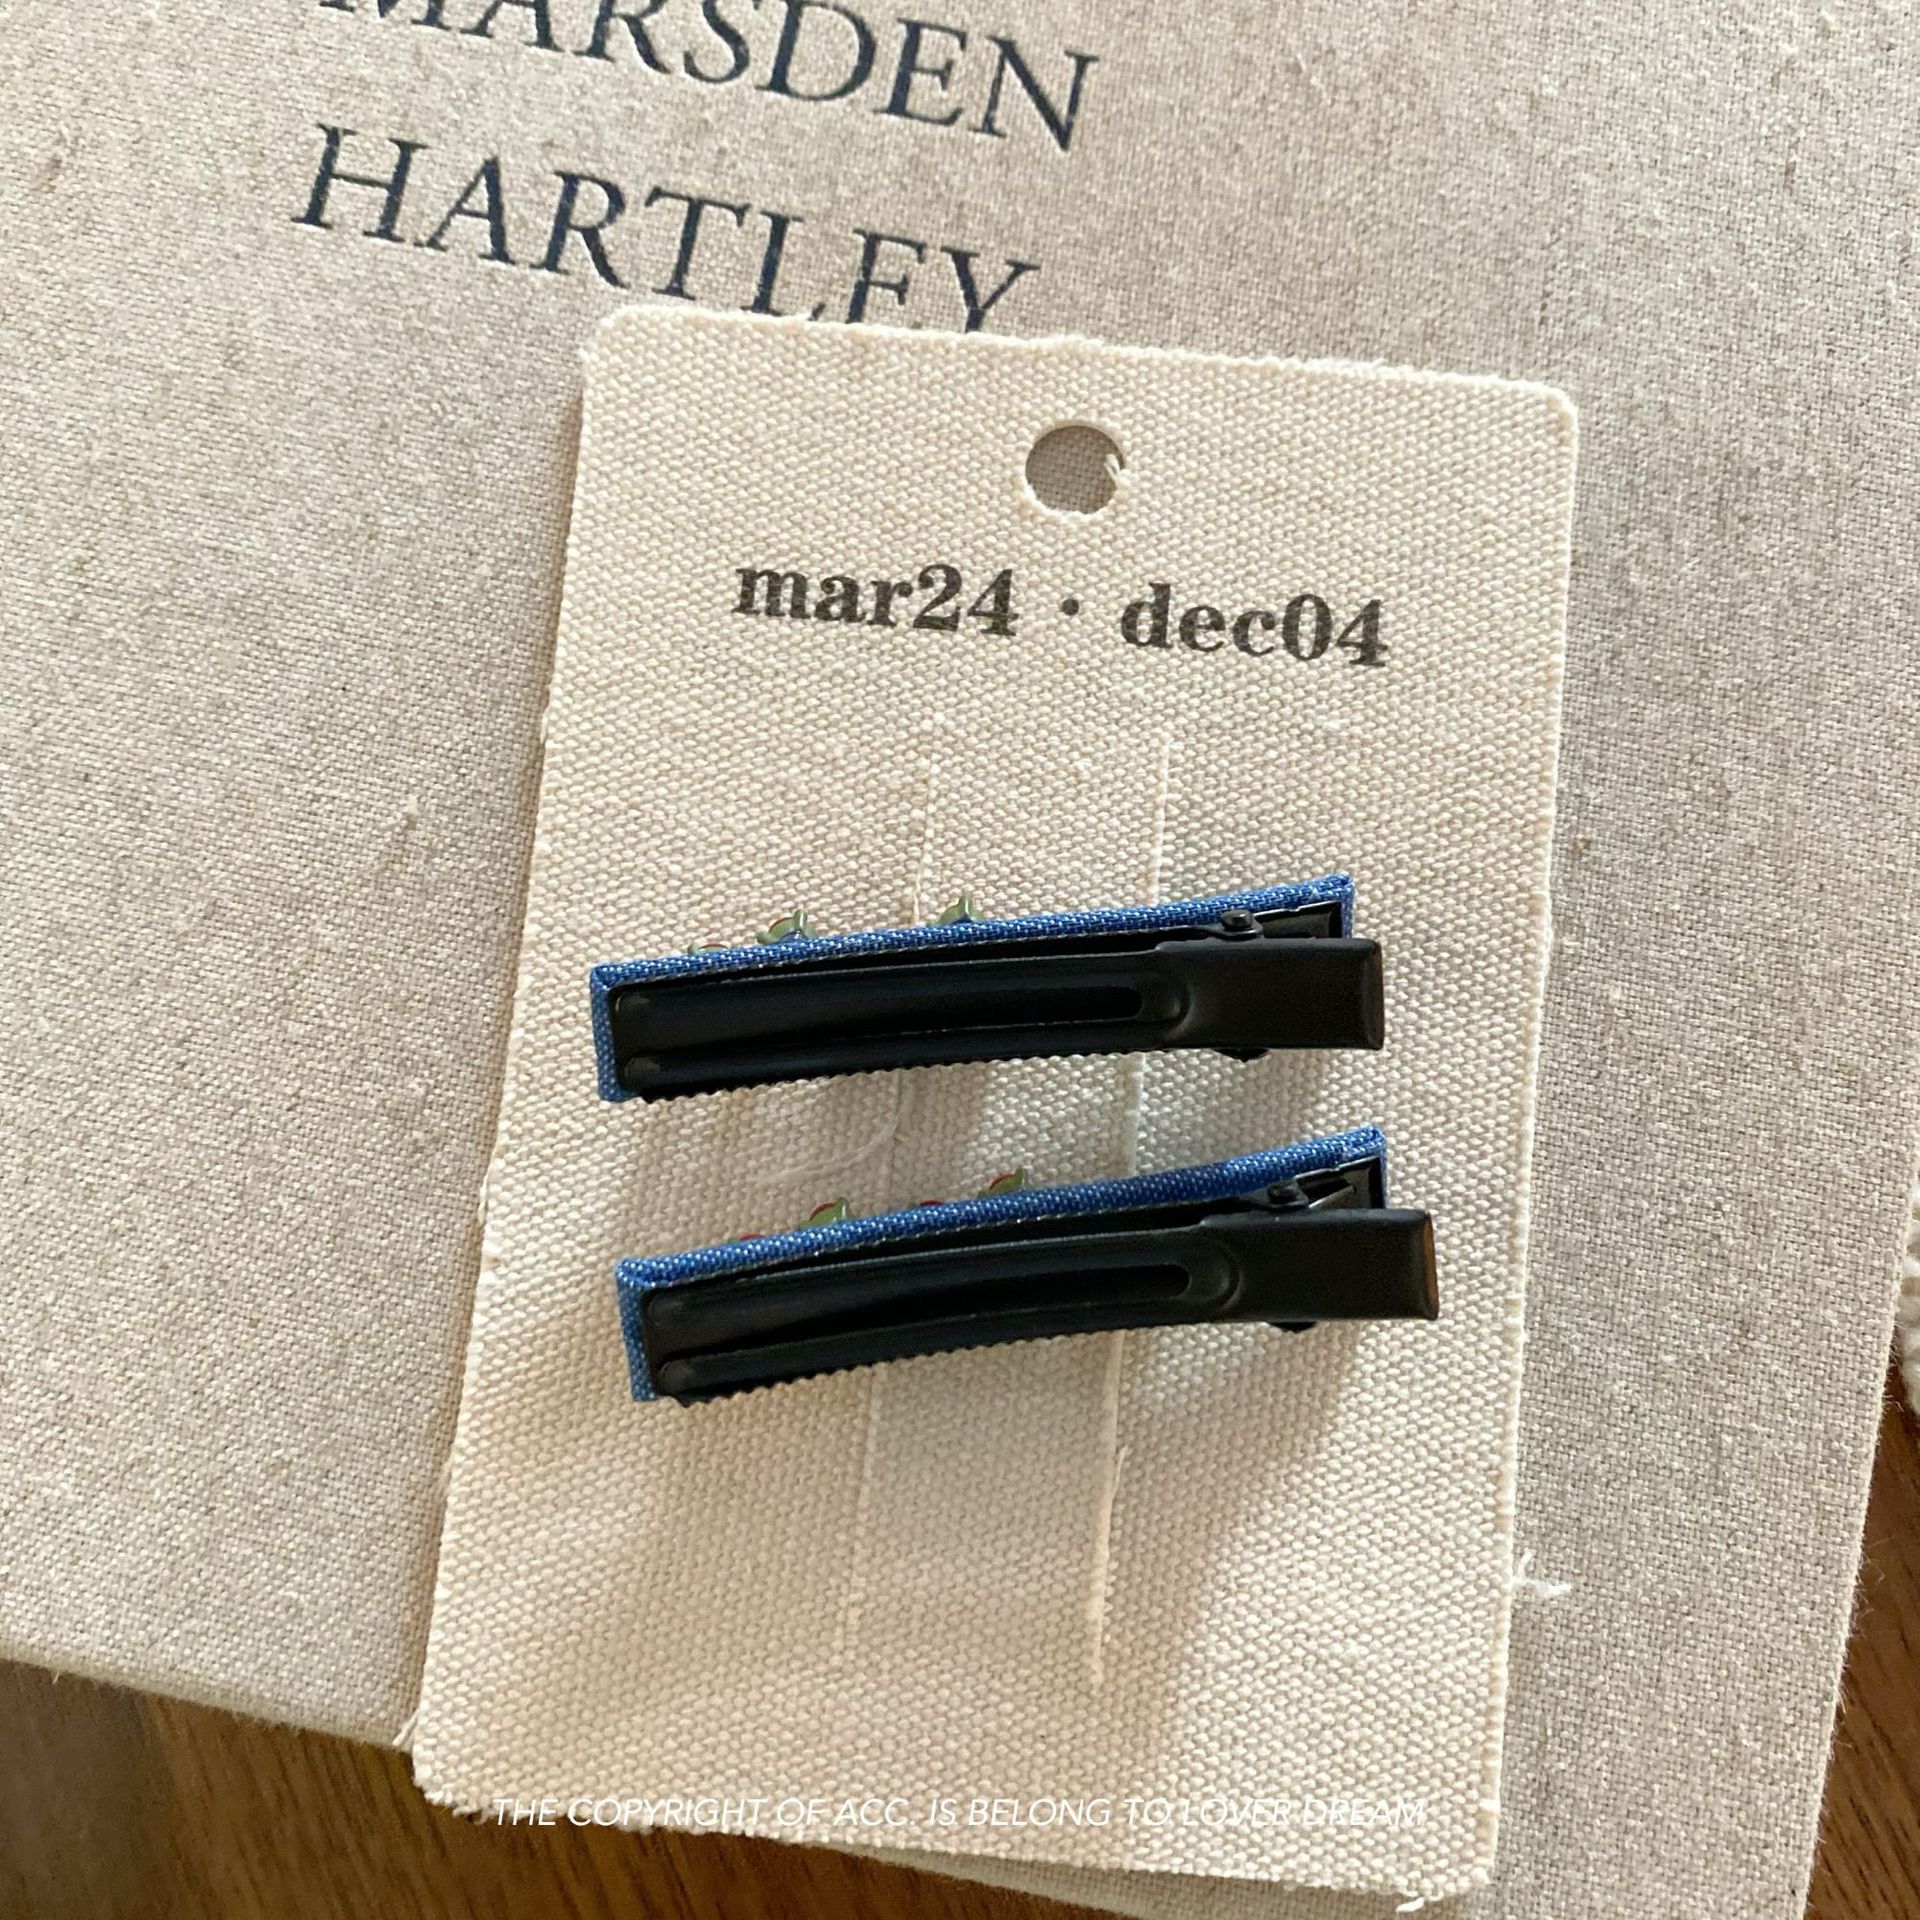 MARSDEN
HARTLEY
mar24 · dec04
THE COPYRIGHT OF ACC. IS BELONG TO LOVER DREAM